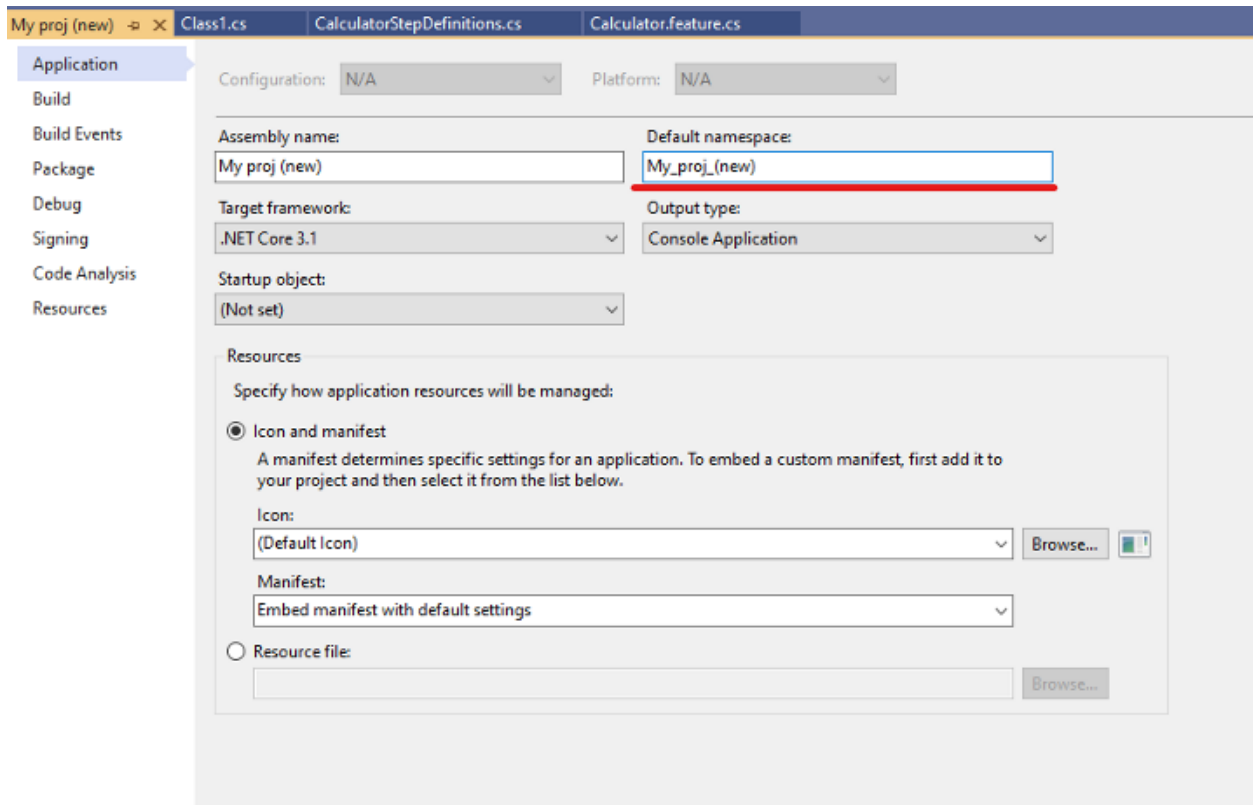 My proj (new) Class1.cs CalculatorStepDefinitions.cs Calculator.feature.cs
Application
Build
Build Events
Package
Debug
Signing
Code Analysis
Resources
Configuration: N/A Platform: N/A
Assembly name: Default namespace:
My proj (new) My_proj_(new)
Target framework: Output type:
.NET Core 3.1 Console Application
Startup object:
(Not set)
Resources
Specify how application resources will be managed:
Icon and manifest
A manifest determines specific settings for an application. To embed a custom manifest, first add it to
your project and then select it from the list below.
Icon:
(Default Icon) Browse...
Manifest:
Embed manifest with default settings
Resource file:
Browse...